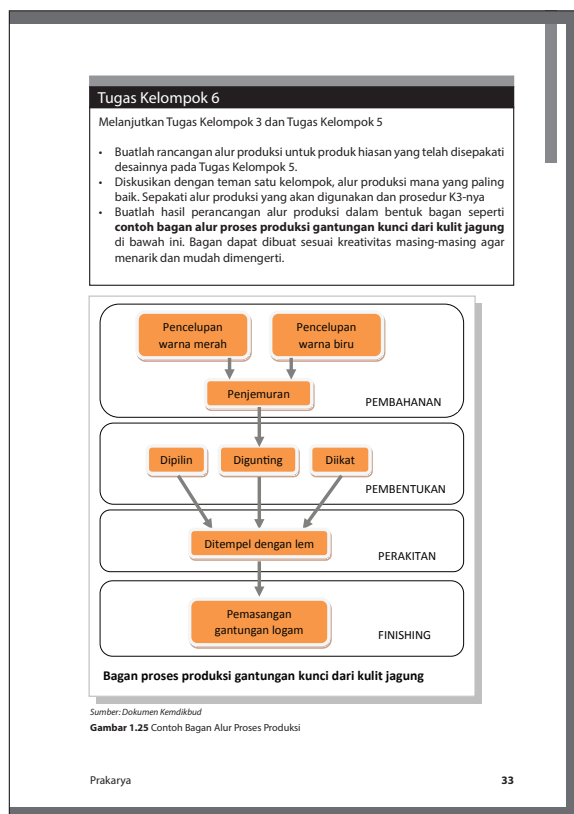 Tugas Kelompok 6
Melanjutkan Tugas Kelompok 3 dan Tugas Kelompok 5
• Buatlah rancangan alur produksi untuk produk hiasan yang telah disepakati
desainnya pada Tugas Kelompok 5.
• Diskusikan dengan teman satu kelompok, alur produksi mana yang paling
baik. Sepakati alur produksi yang akan digunakan dan prosedur K3-nya
• Buatlah hasil perancangan alur produksi dalam bentuk bagan seperti
contoh bagan alur proses produksi gantungan kunci dari kulit jagung
di bawah ini. Bagan dapat dibuat sesuai kreativitas masing-masing agar
menarik dan mudah dimengerti.
Pencelupan
warna merah
Pencelupan
warna biru
Penjemuran
PEMBAHANAN
Dipilin
Digunting
Diikat
PEMBENTUKAN
Ditempel dengan lem
PERAKITAN
Pemasangan
gantungan logam
FINISHING
Bagan proses produksi gantungan kunci dari kulit jagung
Sumber: Dokumen Kemdikbud
Gambar 1.25 Contoh Bagan Alur Proses Produksi
Prakarya
33